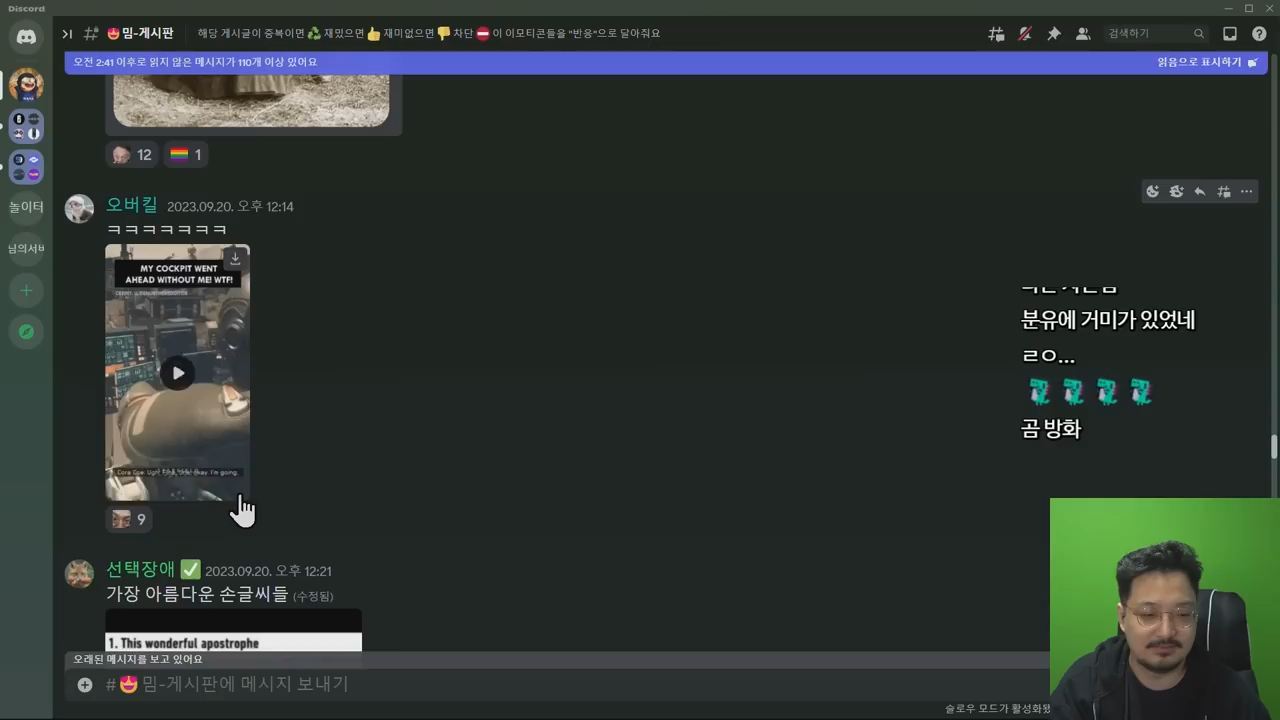 Discord
밈-게시판
해당 게시글이 중복이면 ♻️ 재밌으면 👍 재미없으면 👎 차단 ⛔ 이 이모티콘들을 "반응"으로 달아줘요
검색하기
오전 2:41 이후로 읽지 않은 메시지가 110개 이상 있어요
읽음으로 표시하기
12
1
놀이터
님의서버
오버킬 2023.09.20. 오후 12:14
ㅋㅋㅋㅋㅋㅋㅋ
MY COCKPIT WENT
AHEAD WITHOUT ME! WTF!
9
분유에 거미가 있었네
ㄹㅇ...
곰 방화
선택장애 ✅ 2023.09.20. 오후 12:21
가장 아름다운 손글씨들 (수정됨)
1. This wonderful apostrophe
오래된 메시지를 보고 있어요
#😍밈-게시판에 메시지 보내기
슬로우 모드가 활성화됐